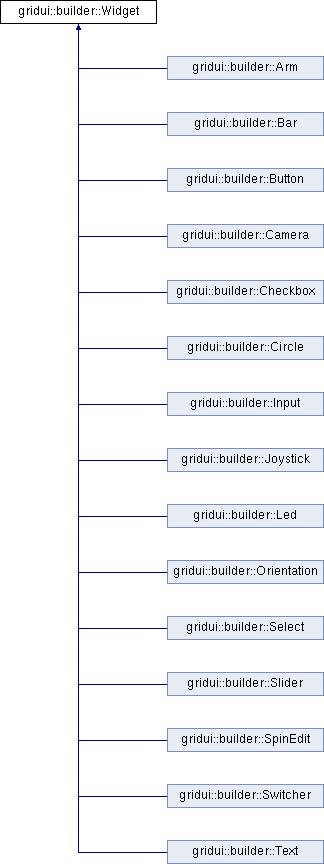 gridui::builder::Widget
gridui::builder::Arm
gridui::builder::Bar
gridui::builder::Button
gridui::builder::Camera
gridui::builder::Checkbox
gridui::builder::Circle
gridui::builder::Input
gridui::builder::Joystick
gridui::builder::Led
gridui::builder::Orientation
gridui::builder::Select
gridui::builder::Slider
gridui::builder::SpinEdit
gridui::builder::Switcher
gridui::builder::Text